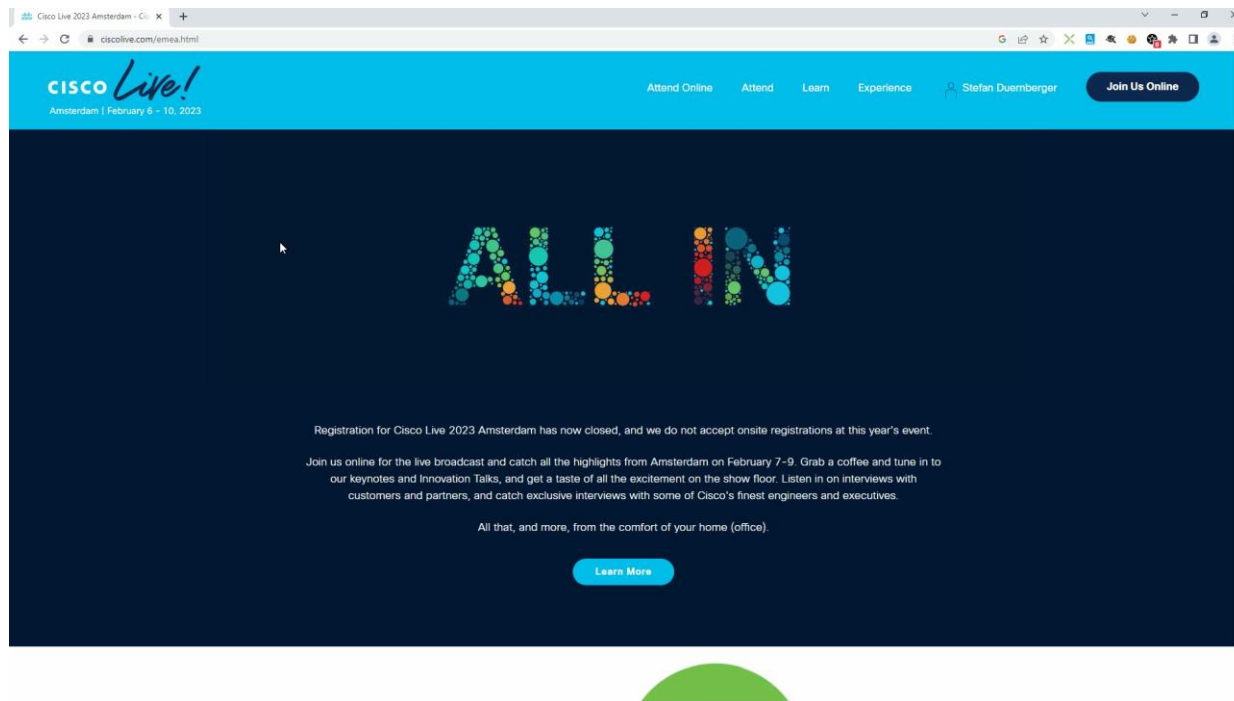 Cisco Live 2023 Amsterdam - Ci
ciscolive.com/emea.html
CISCO Live!
Amsterdam | February 6 - 10, 2023
Attend Online
Attend
Learn
Experience
Stefan Duernberger
Join Us Online
ALL IN
Registration for Cisco Live 2023 Amsterdam has now closed, and we do not accept onsite registrations at this year's event.
Join us online for the live broadcast and catch all the highlights from Amsterdam on February 7-9. Grab a coffee and tune in to
our keynotes and Innovation Talks, and get a taste of all the excitement on the show floor. Listen in on interviews with
customers and partners, and catch exclusive interviews with some of Cisco's finest engineers and executives.
All that, and more, from the comfort of your home (office).
Learn More